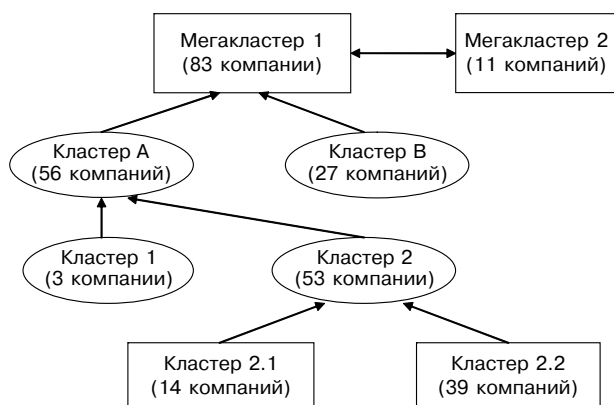 Мегакластер 1
(83 компании)
Мегакластер 2
(11 компаний)
Кластер А
(56 компаний)
Кластер В
(27 компаний)
Кластер 1
(3 компании)
Кластер 2
(53 компании)
Кластер 2.1
(14 компаний)
Кластер 2.2
(39 компаний)